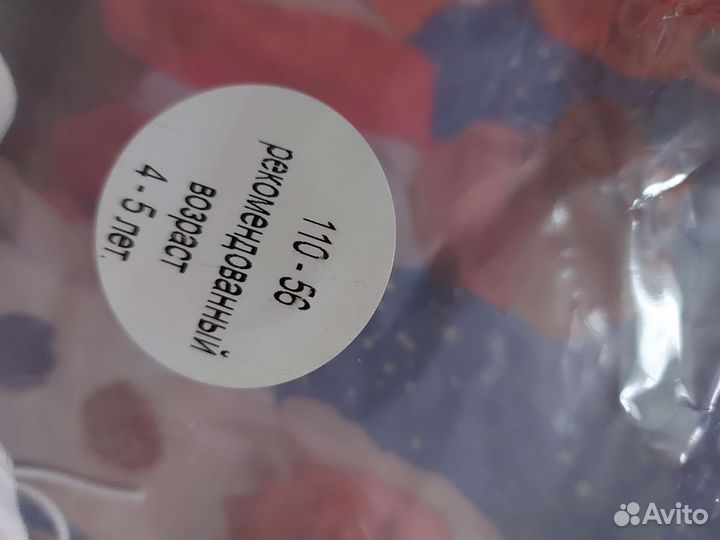 110 - 56
рекомендованный
возраст
4 - 5 лет.
Avito